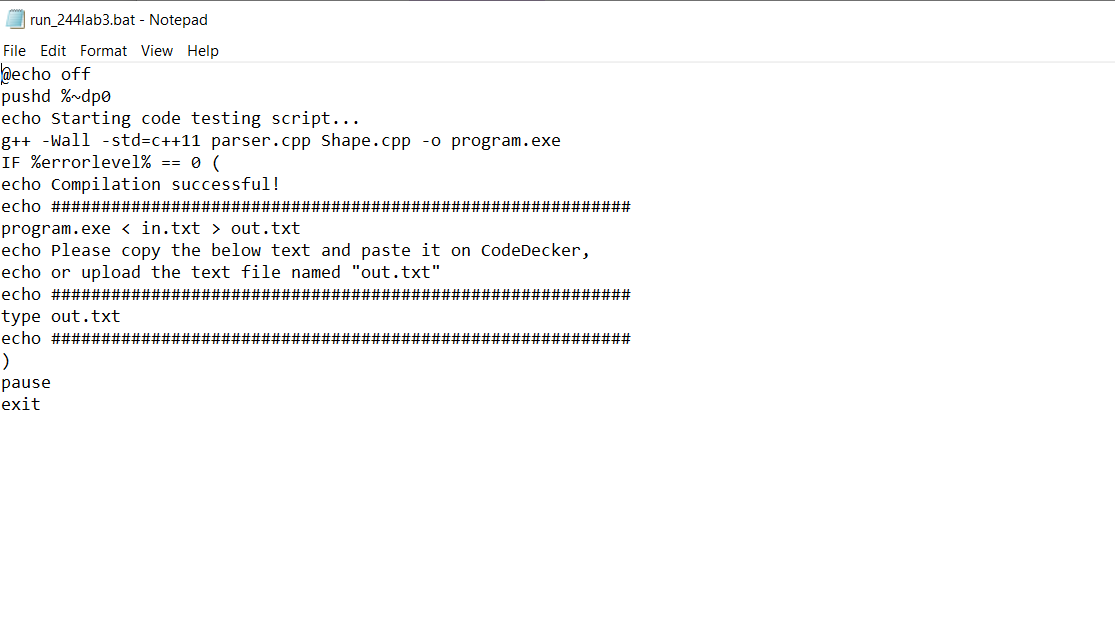 run_244lab3.bat - Notepad
File Edit Format View Help
@echo off
pushd %~dp0
echo Starting code testing script...
g++ -Wall -std=c++11 parser.cpp Shape.cpp -o program.exe
IF %errorlevel% == 0 (
echo Compilation successful!
echo ##########################################################
program.exe < in.txt > out.txt
echo Please copy the below text and paste it on CodeDecker,
echo or upload the text file named "out.txt"
echo ##########################################################
type out.txt
echo ##########################################################
)
pause
exit